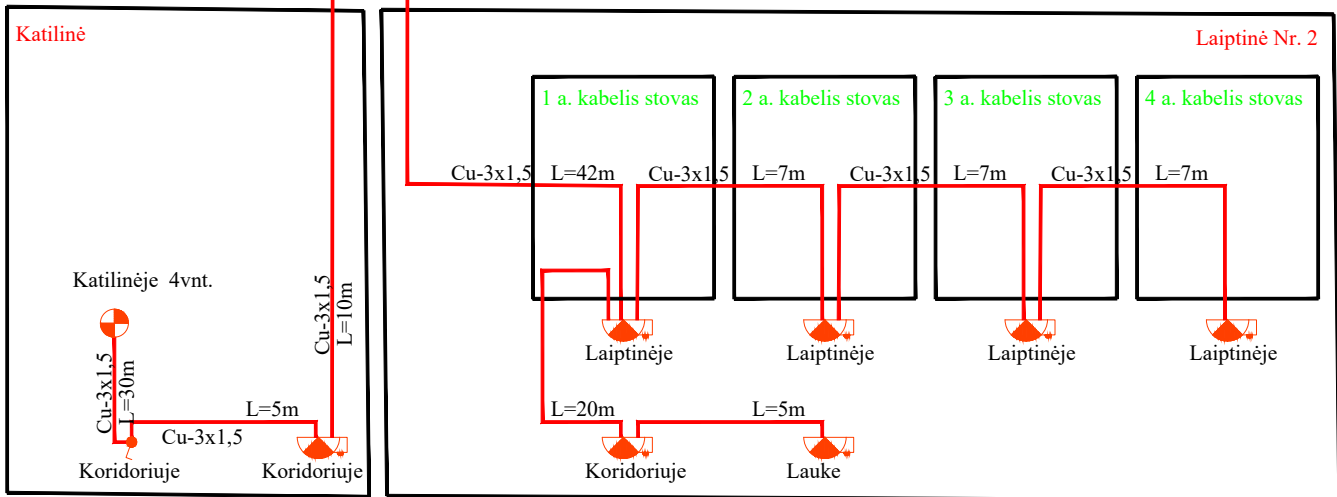 Katilinė
Laiptinė Nr. 2
1 a. kabelis stovas
2 a. kabelis stovas
3 a. kabelis stovas
4 a. kabelis stovas
Cu-3x1,5
L=42m
Cu-3x1,5
L=7m
Cu-3x1,5
L=7m
Cu-3x1,5
L=7m
Katilinėje 4vnt.
Cu-3x1,5
L=10m
Laiptinėje
Laiptinėje
Laiptinėje
Laiptinėje
Cu-3x1,5
L=30m
L=5m
Cu-3x1,5
L=20m
L=5m
Koridoriuje
Koridoriuje
Koridoriuje
Lauke